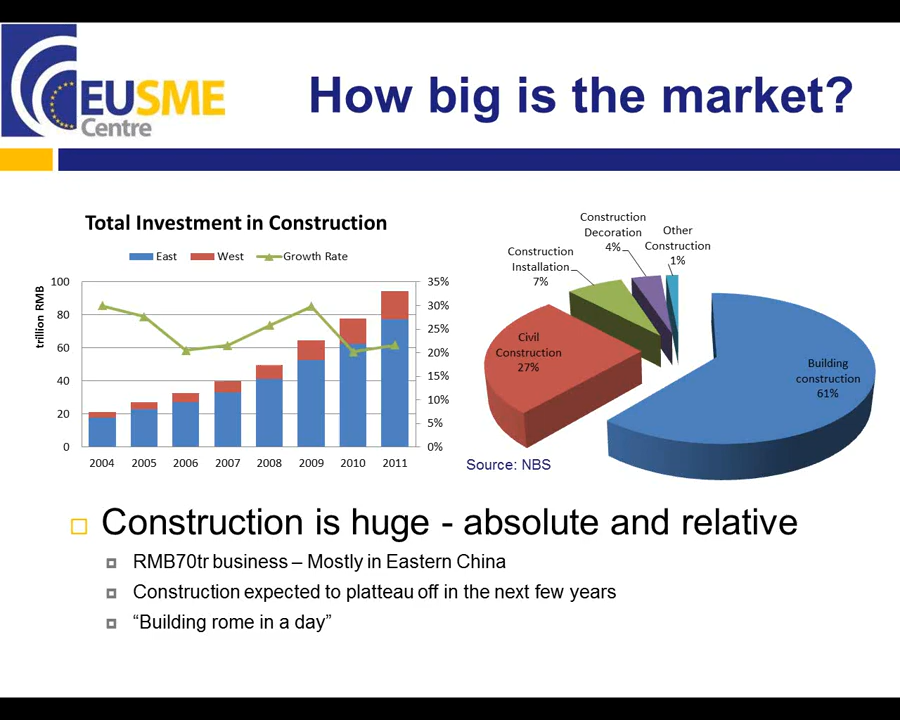 EUSME
Centre
How big is the market?
Total Investment in Construction
East West Growth Rate
trillion RMB
100
80
60
40
20
0
35%
30%
25%
20%
15%
10%
5%
0%
2004 2005 2006 2007 2008 2009 2010 2011
Construction
Decoration
4%
Other
Construction
1%
Construction
Installation
7%
Civil
Construction
27%
Building
construction
61%
Source: NBS
Construction is huge - absolute and relative
RMB70tr business – Mostly in Eastern China
Construction expected to platteau off in the next few years
“Building rome in a day”